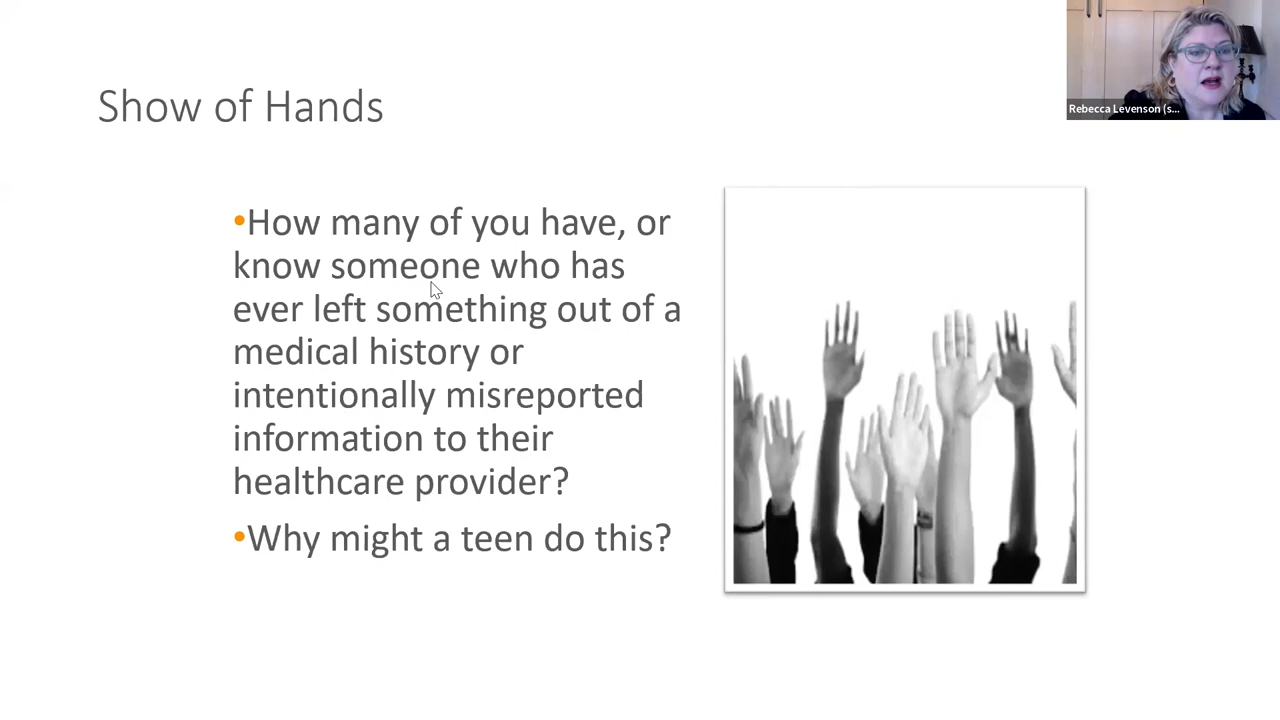 Show of Hands
•How many of you have, or
know someone who has
ever left something out of a
medical history or
intentionally misreported
information to their
healthcare provider?
•Why might a teen do this?
Rebecca Levenson (s...